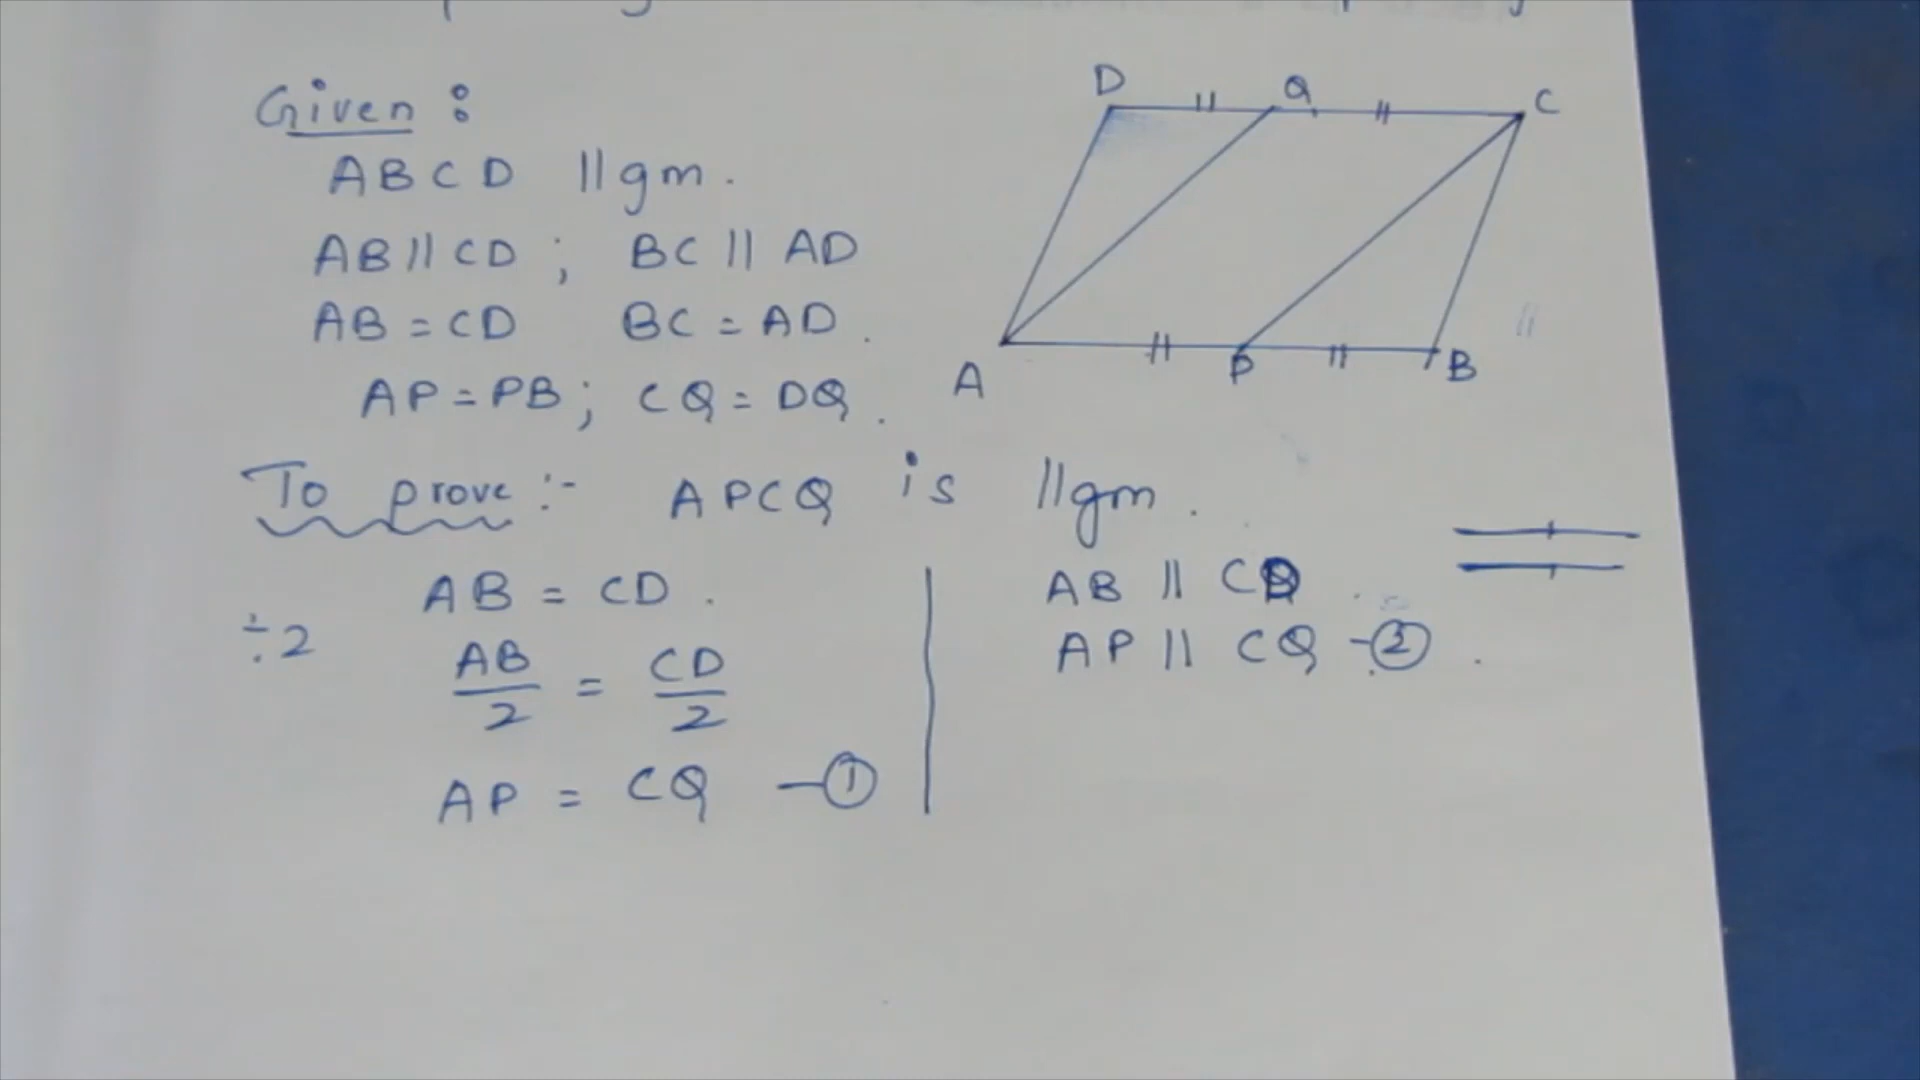 Given :
ABCD ||gm.
AB || CD ; BC || AD
AB = CD BC = AD.
AP = PB ; CQ = DQ.
D Q C
A P B
To prove :- APCQ is ||gm.
AB = CD.
÷2 AB/2 = CD/2
AP = CQ —①
AB || CD.
AP || CQ -②.